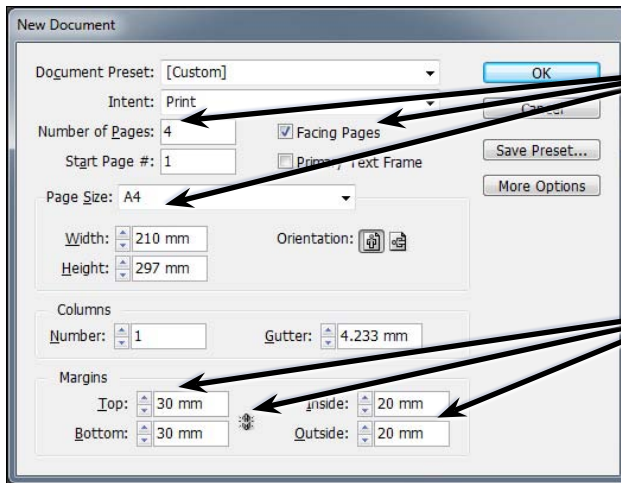 New Document
Document Preset: [Custom]
OK
Intent: Print
Cancel
Number of Pages: 4
Facing Pages
Save Preset...
Start Page #: 1
Primary Text Frame
More Options
Page Size: A4
Width: 210 mm
Orientation:
Height: 297 mm
Columns
Number: 1
Gutter: 4.233 mm
Margins
Top: 30 mm
Inside: 20 mm
Bottom: 30 mm
Outside: 20 mm